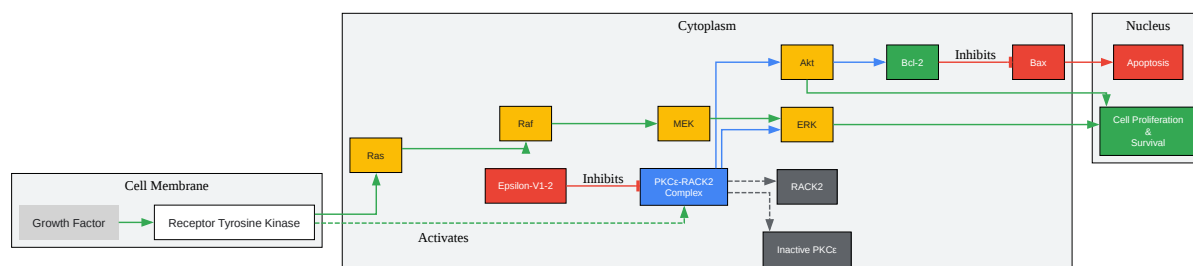 Cytoplasm
Nucleus
Akt
Bcl-2
Inhibits
Bax
Apoptosis
Raf
MEK
ERK
Cell Proliferation
&
Survival
Ras
Epsilon-V1-2
Inhibits
PKCε-RACK2
Complex
RACK2
Cell Membrane
Growth Factor
Receptor Tyrosine Kinase
Activates
Inactive PKCε